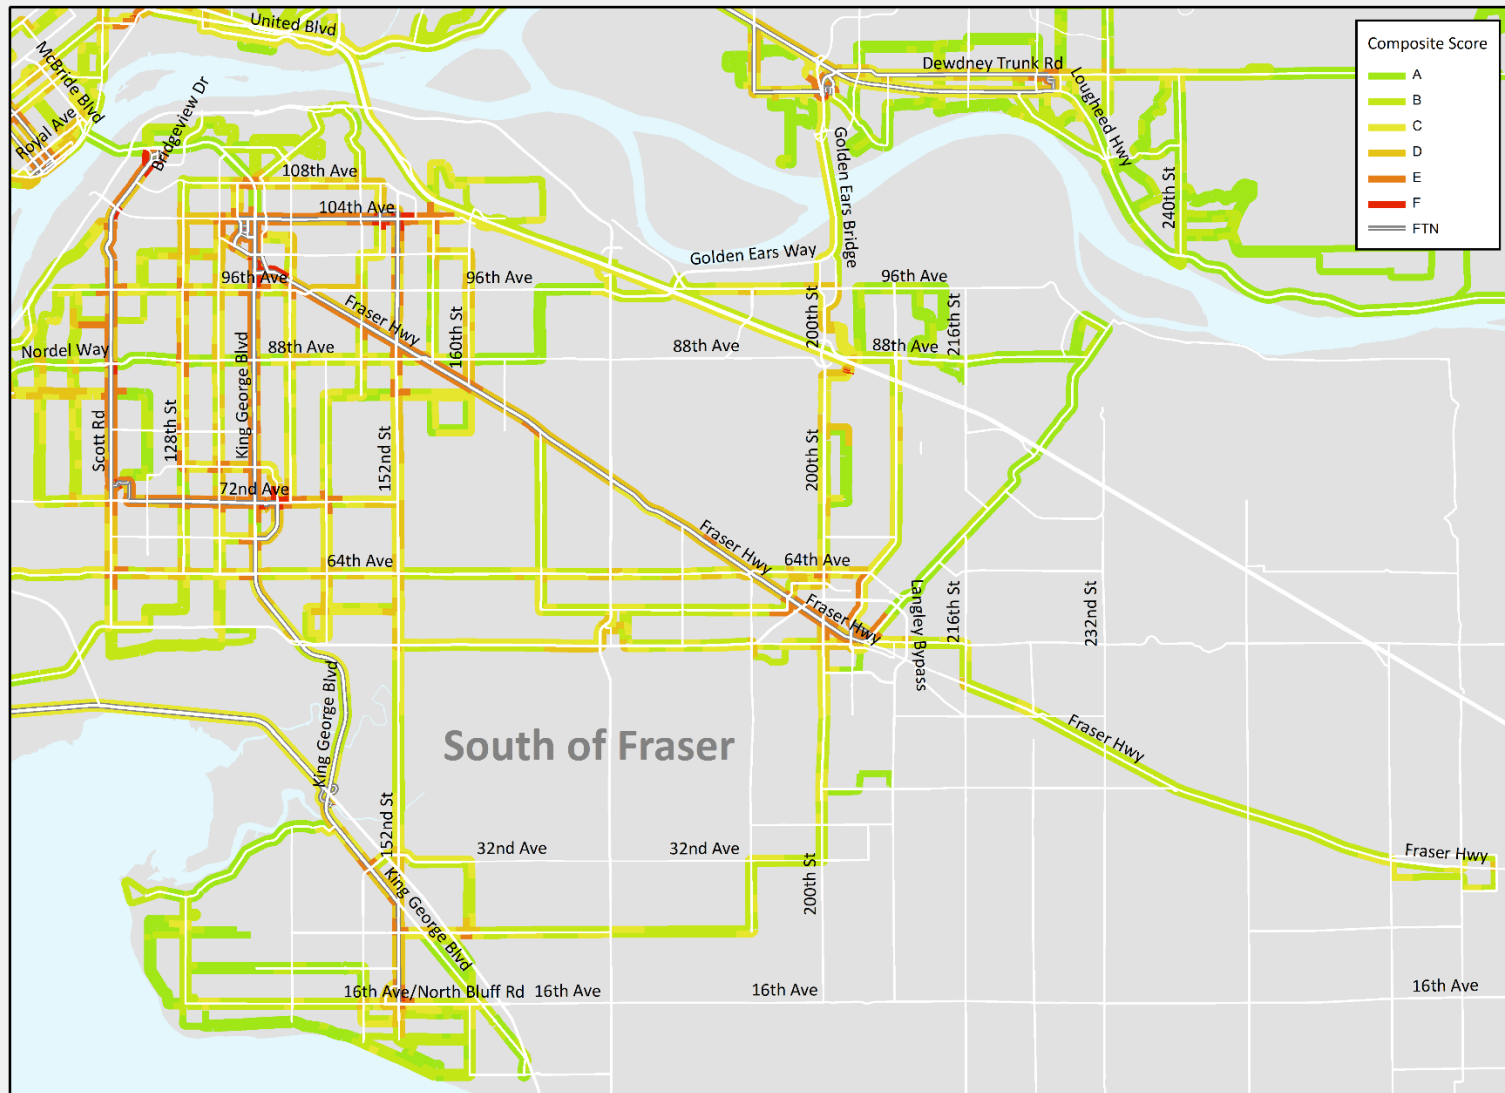 United Blvd
McBride Blvd
Royal Ave
Bridgeview Dr
Dewdney Trunk Rd
Lougheed Hwy
Composite Score
A
B
C
D
E
F
FTN
108th Ave
104th Ave
Golden Ears Bridge
240th St
Golden Ears Way
96th Ave
96th Ave
96th Ave
Fraser Hwy
200th St
216th St
Nordel Way
88th Ave
160th St
88th Ave
88th Ave
Scott Rd
128th St
King George Blvd
152nd St
200th St
72nd Ave
Fraser Hwy
64th Ave
64th Ave
Fraser Hwy
Langley Bypass
216th St
232nd St
King George Blvd
South of Fraser
Fraser Hwy
152nd St
32nd Ave
32nd Ave
200th St
Fraser Hwy
King George Blvd
16th Ave/North Bluff Rd
16th Ave
16th Ave
16th Ave